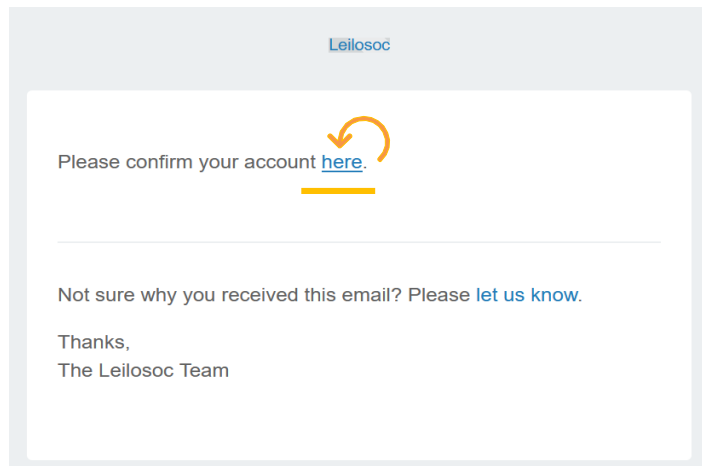 Leilosoc
Please confirm your account here.
Not sure why you received this email? Please let us know.
Thanks,
The Leilosoc Team